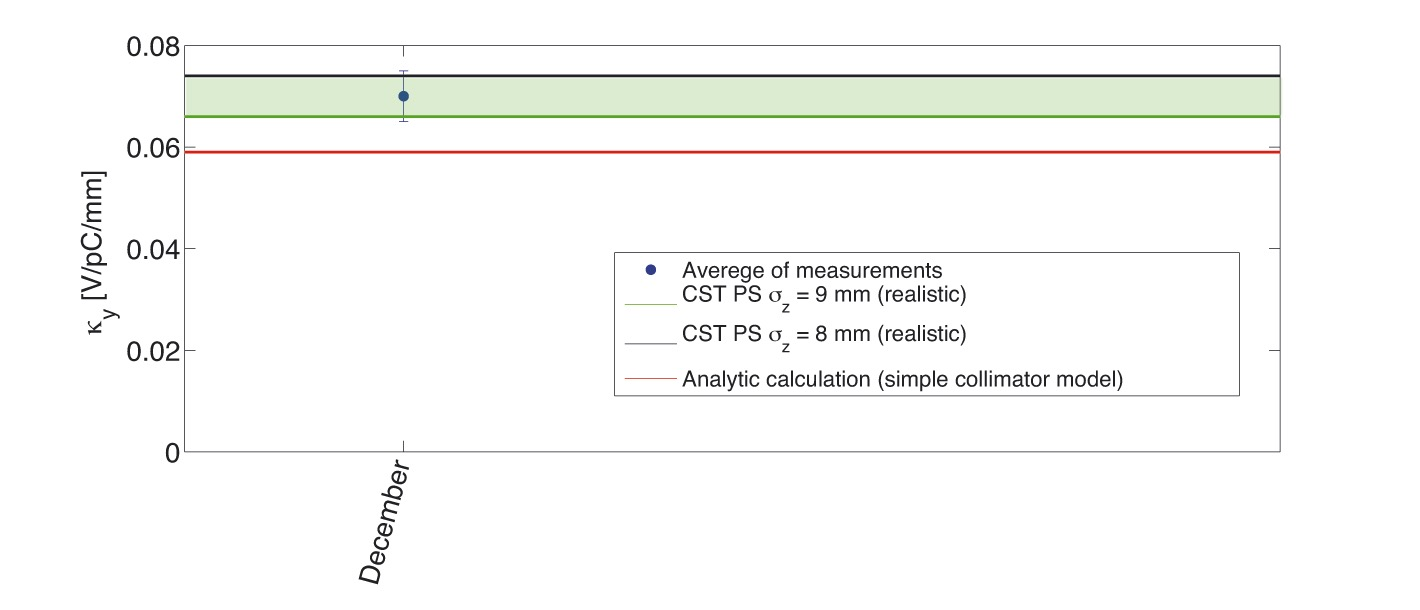 0.08
0.06
0.04
0.02
0
κy [V/pC/mm]
Averege of measurements
CST PS σz = 9 mm (realistic)
CST PS σz = 8 mm (realistic)
Analytic calculation (simple collimator model)
December